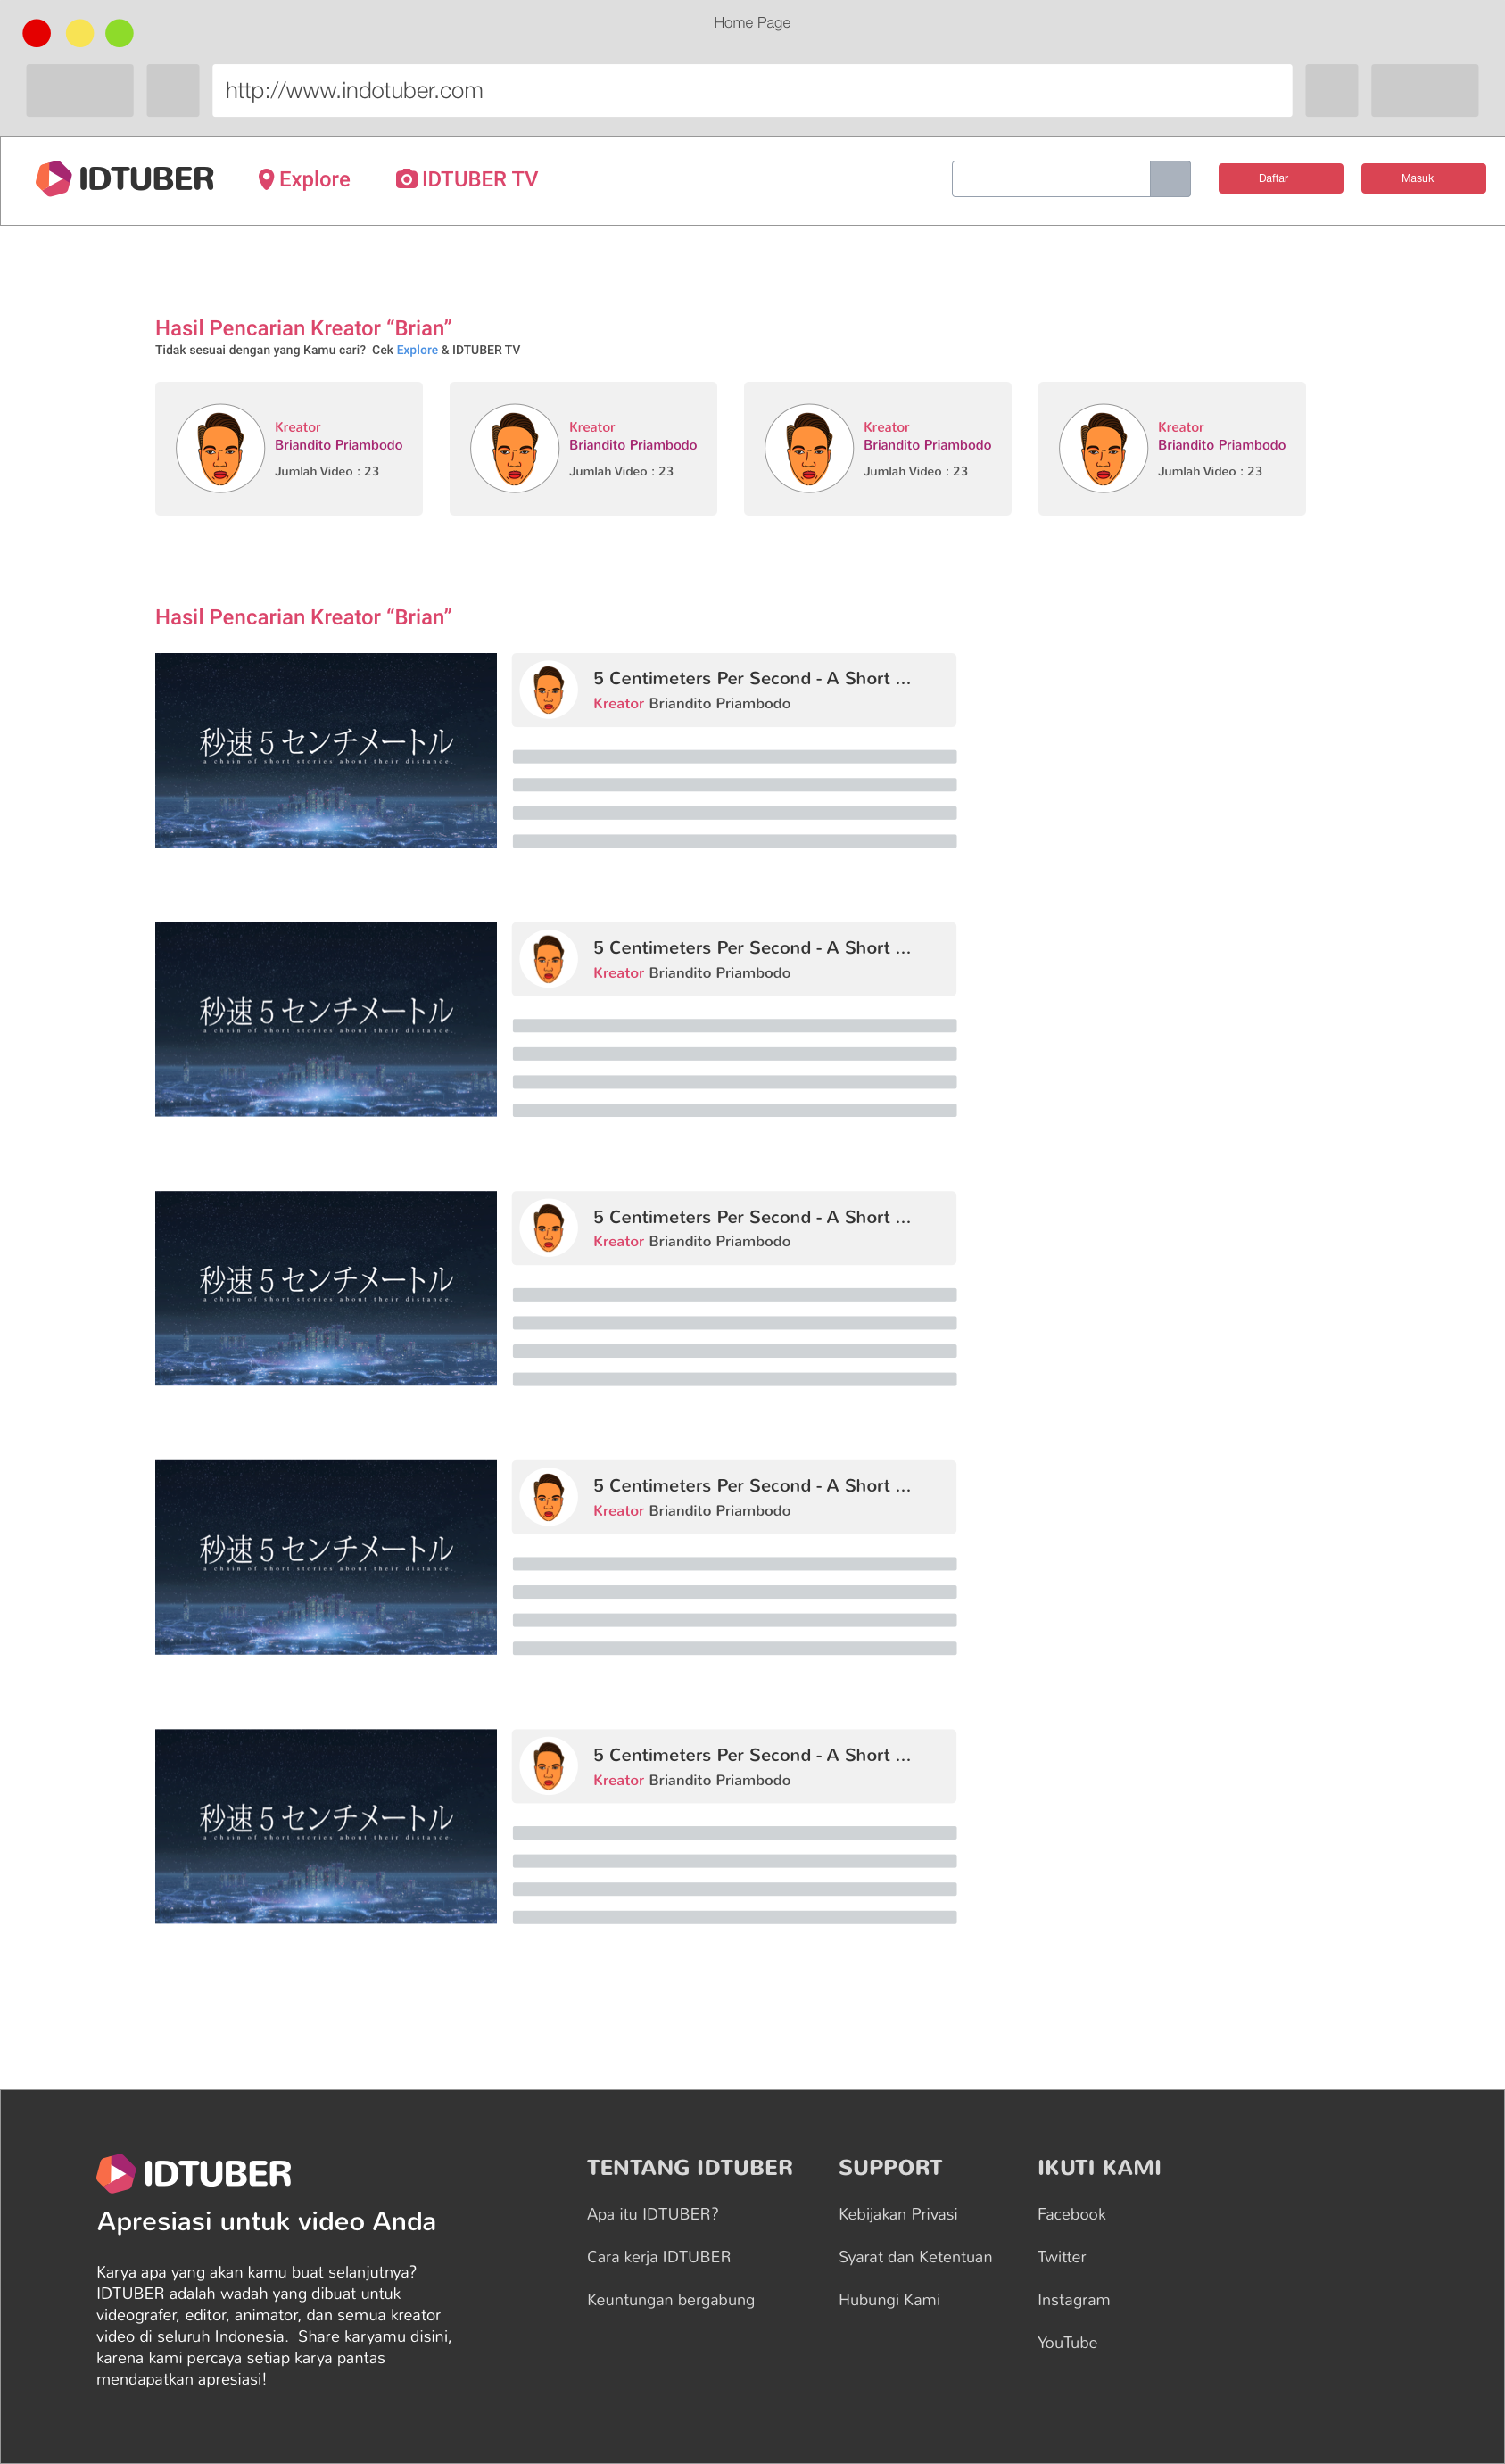 Home Page
http://www.indotuber.com
IDTUBER
Explore
IDTUBER TV
Daftar
Masuk
Hasil Pencarian Kreator “Brian”
Tidak sesuai dengan yang Kamu cari? Cek Explore & IDTUBER TV
Kreator
Briandito Priambodo
Jumlah Video : 23
Kreator
Briandito Priambodo
Jumlah Video : 23
Kreator
Briandito Priambodo
Jumlah Video : 23
Kreator
Briandito Priambodo
Jumlah Video : 23
Hasil Pencarian Kreator “Brian”
秒速5センチメートル
a chain of short stories about their distance.
5 Centimeters Per Second - A Short ...
Kreator Briandito Priambodo
秒速5センチメートル
a chain of short stories about their distance.
5 Centimeters Per Second - A Short ...
Kreator Briandito Priambodo
秒速5センチメートル
a chain of short stories about their distance.
5 Centimeters Per Second - A Short ...
Kreator Briandito Priambodo
秒速5センチメートル
a chain of short stories about their distance.
5 Centimeters Per Second - A Short ...
Kreator Briandito Priambodo
秒速5センチメートル
a chain of short stories about their distance.
5 Centimeters Per Second - A Short ...
Kreator Briandito Priambodo
IDTUBER
Apresiasi untuk video Anda
Karya apa yang akan kamu buat selanjutnya?
IDTUBER adalah wadah yang dibuat untuk
videografer, editor, animator, dan semua kreator
video di seluruh Indonesia. Share karyamu disini,
karena kami percaya setiap karya pantas
mendapatkan apresiasi!
TENTANG IDTUBER
Apa itu IDTUBER?
Cara kerja IDTUBER
Keuntungan bergabung
SUPPORT
Kebijakan Privasi
Syarat dan Ketentuan
Hubungi Kami
IKUTI KAMI
Facebook
Twitter
Instagram
YouTube